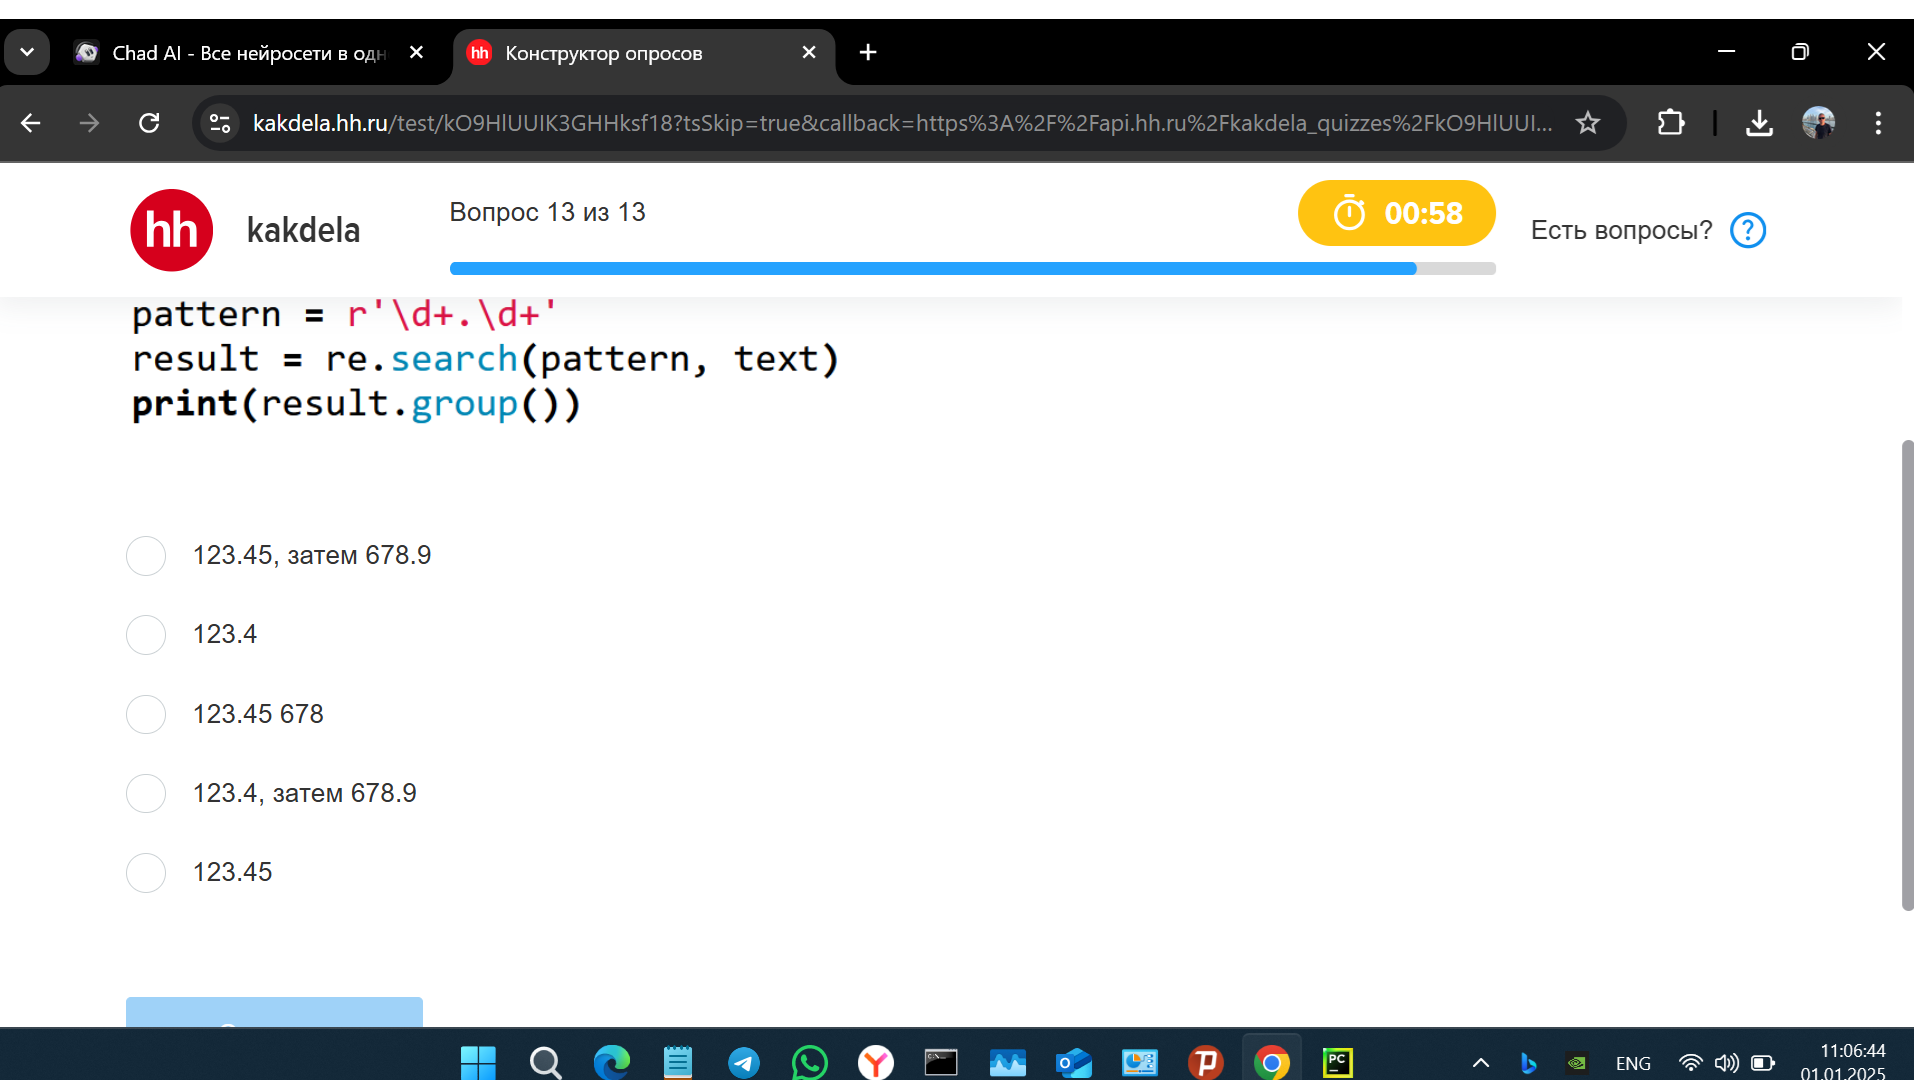 Chad AI - Все нейросети в одн
hh Конструктор опросов
kakdela.hh.ru/test/kO9HlUUIK3GHHksf18?tsSkip=true&callback=https%3A%2F%2Fapi.hh.ru%2Fkakdela_quizzes%2FkO9HlUUI...
hh kakdela
Вопрос 13 из 13
00:58
Есть вопросы? ?
pattern = r'\d+.\d+'
result = re.search(pattern, text)
print(result.group())
123.45, затем 678.9
123.4
123.45 678
123.4, затем 678.9
123.45
ENG
11:06:44
01.01.2025